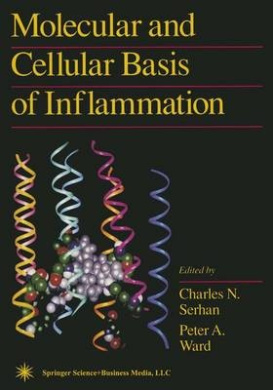 Molecular and
Cellular Basis
of Inflammation
Edited by
Charles N.
Serhan
Peter A.
Ward
Springer Science+Business Media, LLC